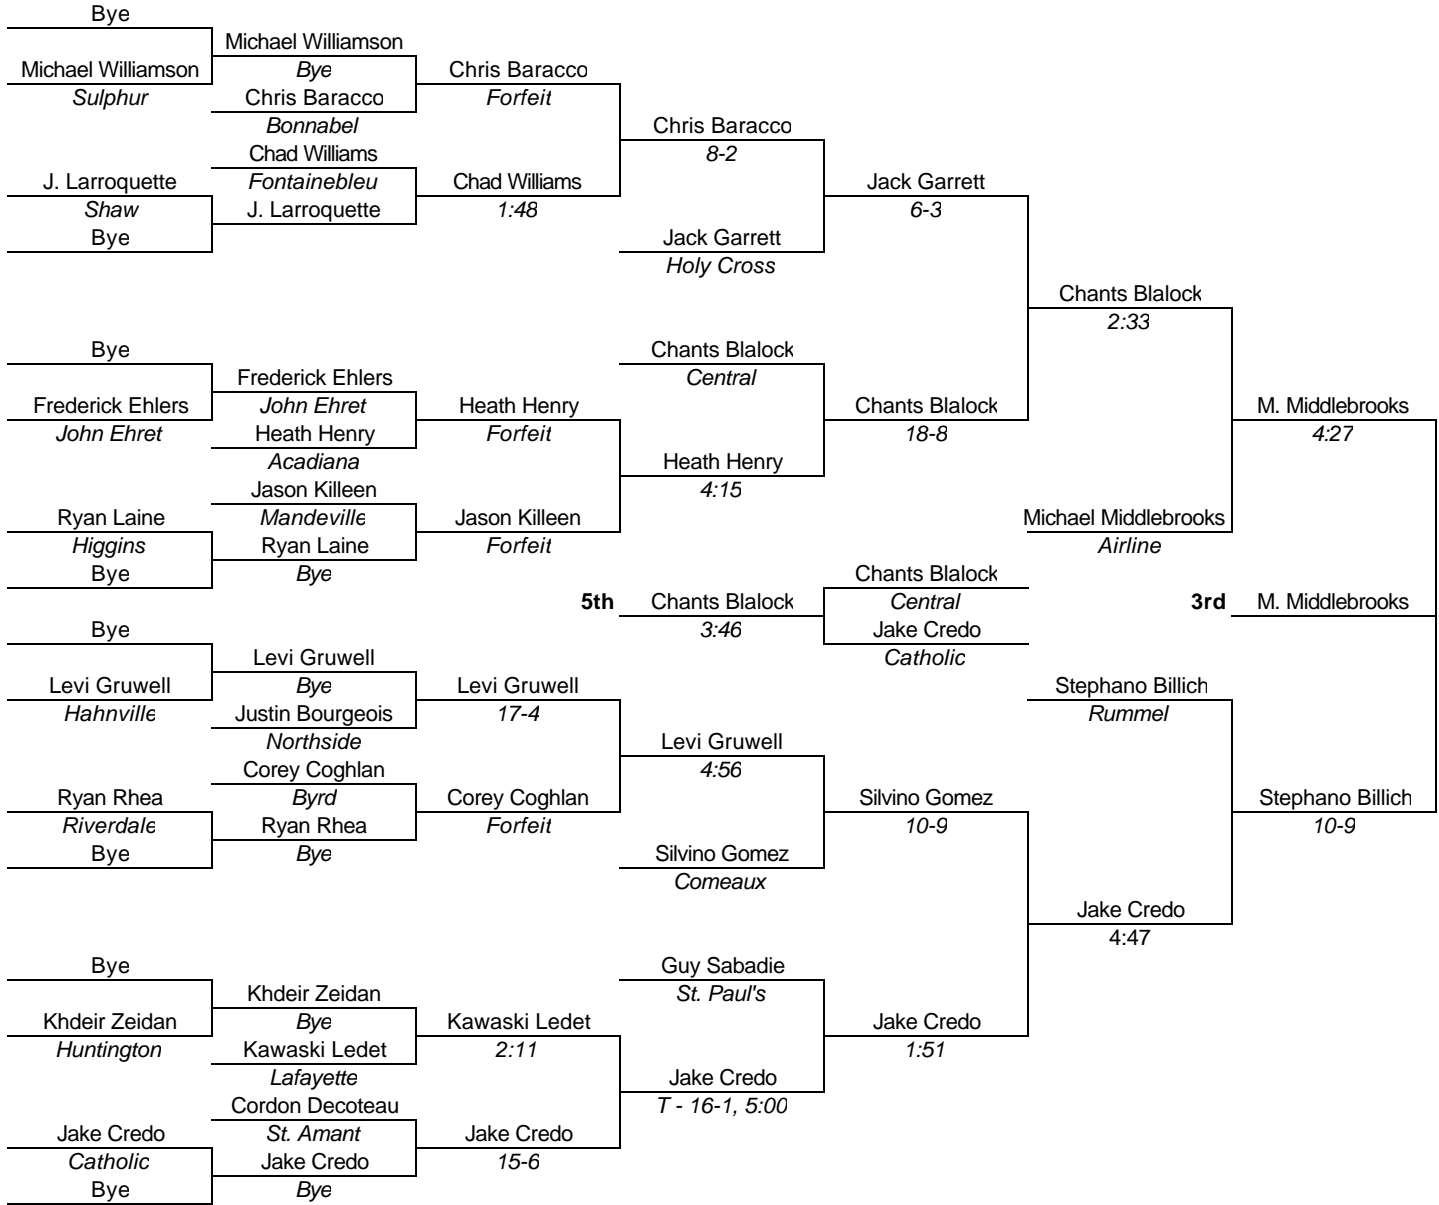 Bye
Michael Williamson
Michael Williamson
Bye
Chris Baracco
Sulphur
Chris Baracco
Forfeit
Bonnabel
Chris Baracco
Chad Williams
8-2
J. Larroquette
Fontainebleu
Chad Williams
Jack Garrett
Shaw
J. Larroquette
1:48
6-3
Bye
Jack Garrett
Holy Cross
Chants Blalock
2:33
Bye
Chants Blalock
Frederick Ehlers
Central
Frederick Ehlers
John Ehret
Heath Henry
Chants Blalock
M. Middlebrooks
John Ehret
Heath Henry
Forfeit
18-8
4:27
Acadiana
Heath Henry
Jason Killeen
4:15
Ryan Laine
Mandeville
Jason Killeen
Michael Middlebrooks
Higgins
Ryan Laine
Forfeit
Airline
Bye
Bye
Chants Blalock
5th
Chants Blalock
Central
3rd
M. Middlebrooks
Bye
3:46
Jake Credo
Levi Gruwell
Catholic
Levi Gruwell
Bye
Levi Gruwell
Stephano Billich
Hahnville
Justin Bourgeois
17-4
Rummel
Northside
Levi Gruwell
Corey Coghlan
4:56
Ryan Rhea
Byrd
Corey Coghlan
Silvino Gomez
Stephano Billich
Riverdale
Ryan Rhea
Forfeit
10-9
10-9
Bye
Bye
Silvino Gomez
Comeaux
Jake Credo
4:47
Bye
Guy Sabadie
Khdeir Zeidan
St. Paul's
Khdeir Zeidan
Bye
Kawaski Ledet
Jake Credo
Huntington
Kawaski Ledet
2:11
1:51
Lafayette
Jake Credo
Cordon Decoteau
T - 16-1, 5:00
Jake Credo
St. Amant
Jake Credo
Catholic
Jake Credo
15-6
Bye
Bye